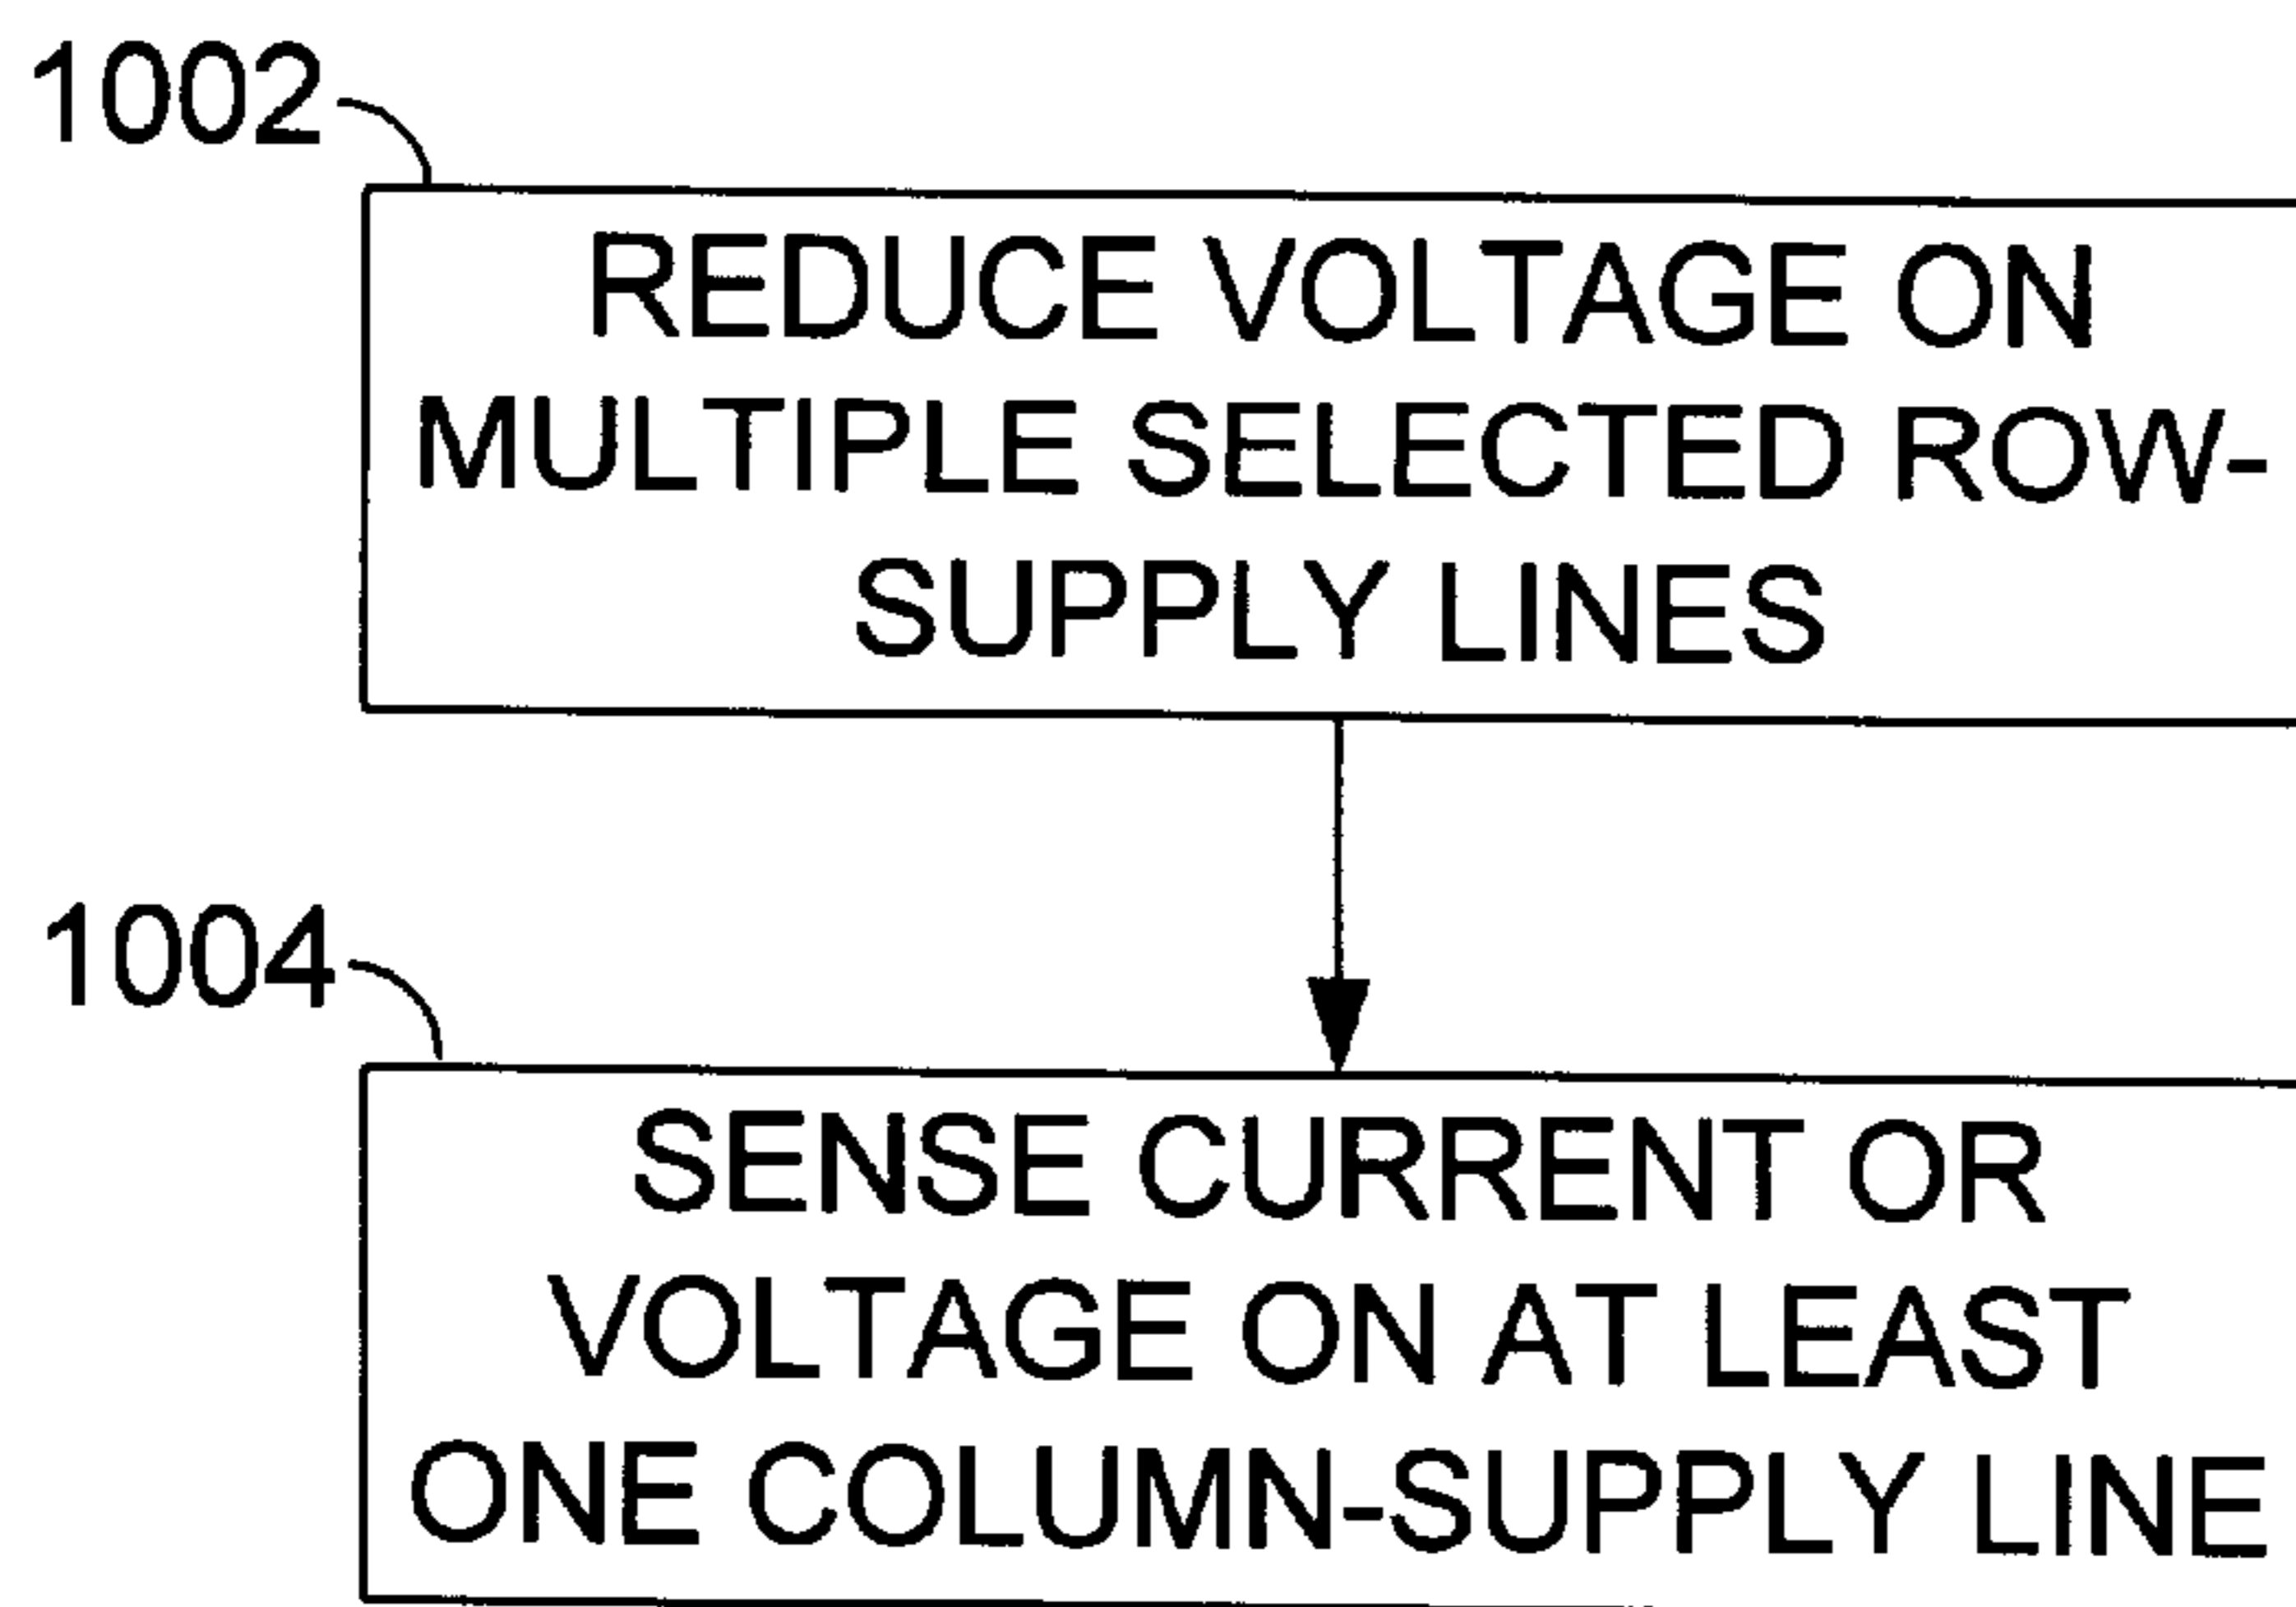 1002
REDUCE VOLTAGE ON
MULTIPLE SELECTED ROW-
SUPPLY LINES
1004
SENSE CURRENT OR
VOLTAGE ON AT LEAST
ONE COLUMN-SUPPLY LINE